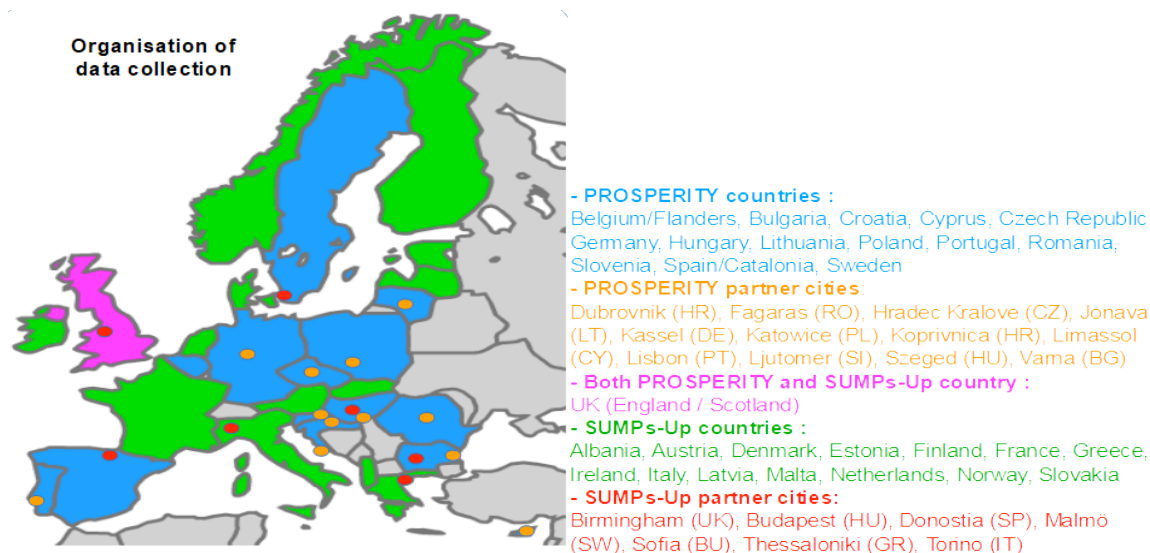 Organisation of
data collection
- PROSPERITY countries :
Belgium/Flanders, Bulgaria, Croatia, Cyprus, Czech Republic
Germany, Hungary, Lithuania, Poland, Portugal, Romania,
Slovenia, Spain/Catalonia, Sweden
- PROSPERITY partner cities:
Dubrovnik (HR), Fagaras (RO), Hradec Kralove (CZ), Jonava
(LT), Kassel (DE), Katowice (PL), Koprivnica (HR), Limassol
(CY), Lisbon (PT), Ljutomer (SI), Szeged (HU), Varna (BG)
- Both PROSPERITY and SUMPs-Up country :
UK (England / Scotland)
- SUMPs-Up countries :
Albania, Austria, Denmark, Estonia, Finland, France, Greece,
Ireland, Italy, Latvia, Malta, Netherlands, Norway, Slovakia
- SUMPs-Up partner cities:
Birmingham (UK), Budapest (HU), Donostia (SP), Malmö
(SW), Sofia (BU), Thessaloniki (GR), Torino (IT)